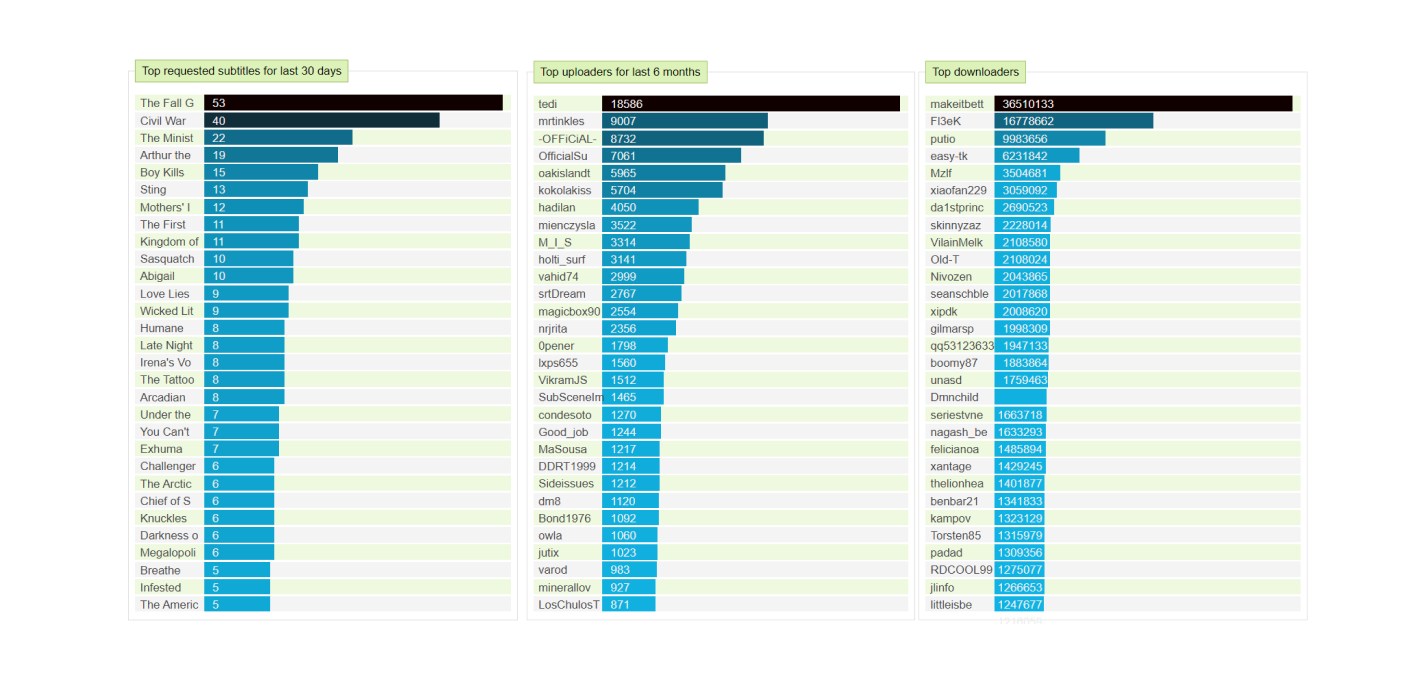 Top requested subtitles for last 30 days
The Fall G 53
Civil War 40
The Minist 22
Arthur the 19
Boy Kills 15
Sting 13
Mothers' I 12
The First 11
Kingdom of 11
Sasquatch 10
Abigail 10
Love Lies 9
Wicked Lit 9
Humane 8
Late Night 8
Irena's Vo 8
The Tattoo 8
Arcadian 8
Under the 7
You Can't 7
Exhuma 7
Challenger 6
The Arctic 6
Chief of S 6
Knuckles 6
Darkness o 6
Megalopoli 6
Breathe 5
Infested 5
The Americ 5
Top uploaders for last 6 months
tedi 18586
mrtinkles 9007
-OFFiCiAL- 8732
OfficialSu 7061
oakislandt 5965
kokolakiss 5704
hadilan 4050
mienczysla 3522
M_I_S 3314
holti_surf 3141
vahid74 2999
srtDream 2767
magicbox90 2554
nrjrita 2356
0pener 1798
lxps655 1560
VikramJS 1512
SubSceneIm 1465
condesoto 1270
Good_job 1244
MaSousa 1217
DDRT1999 1214
Sideissues 1212
dm8 1120
Bond1976 1092
owla 1060
jutix 1023
varod 983
minerallov 927
LosChulosT 871
Top downloaders
makeitbett 36510133
Fl3eK 16778662
putio 9983656
easy-tk 6231842
Mzlf 3504681
xiaofan229 3059092
da1stprinc 2690523
skinnyzaz 2228014
VilainMelk 2108580
Old-T 2108024
Nivozen 2043865
seanschble 2017868
xipdk 2008620
gilmarsp 1998309
qq53123633 1947133
boomy87 1883864
unasd 1759463
Dmnchild
seriestvne 1663718
nagash_be 1633293
felicianoa 1485894
xantage 1429245
thelionhea 1401877
benbar21 1341833
kampov 1323129
Torsten85 1315979
padad 1309356
RDCOOL99 1275077
jlinfo 1266653
littleisbe 1247677